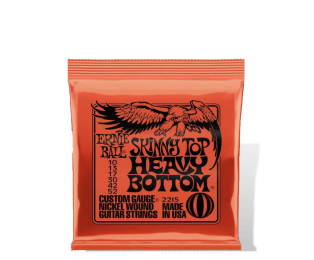 ERNIE
BALL
SKINNY TOP
HEAVY
BOTTOM
10
13
17
30
42
52
CUSTOM GAUGE® 2215
NICKEL WOUND MADE
GUITAR STRINGS IN USA